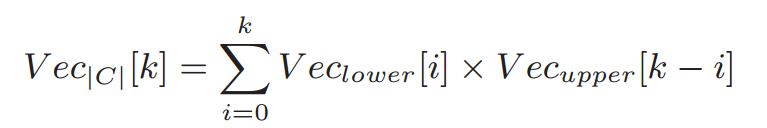 $Vec_{|C|}[k] = \sum_{i=0}^{k} Vec_{lower}[i] \times Vec_{upper}[k-i]$